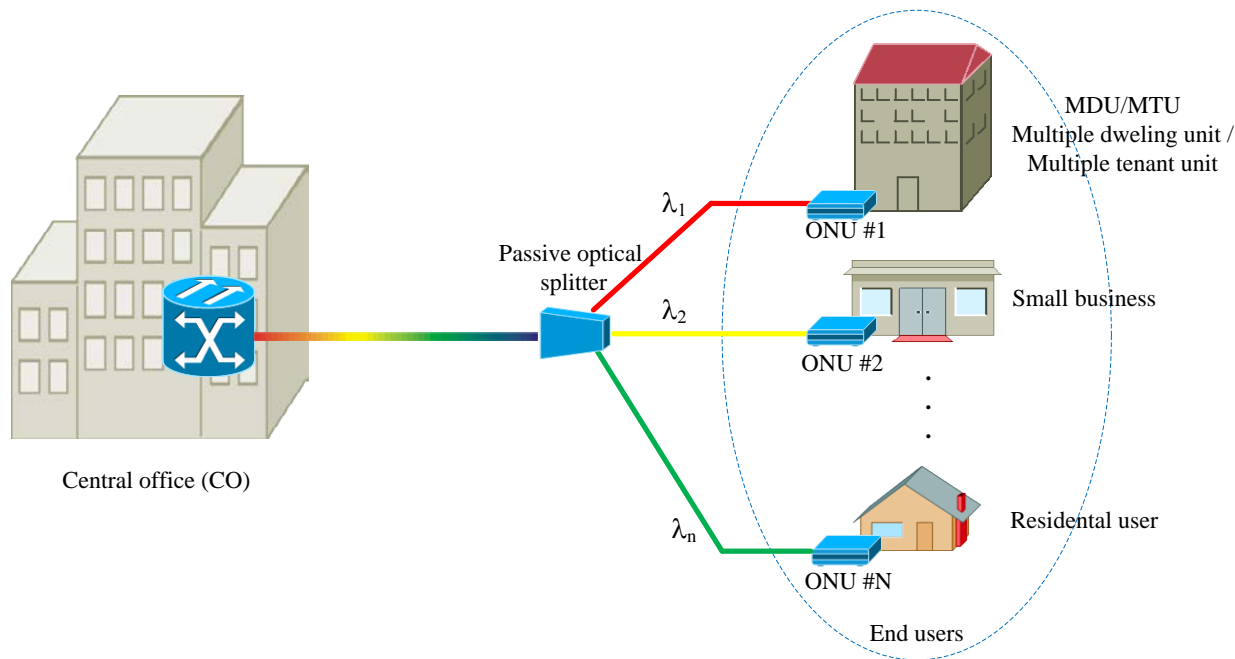 MDU/MTU
Multiple dweling unit /
Multiple tenant unit
λ1
ONU #1
Passive optical
splitter
λ2
Small business
ONU #2
Central office (CO)
λn
Residental user
ONU #N
End users